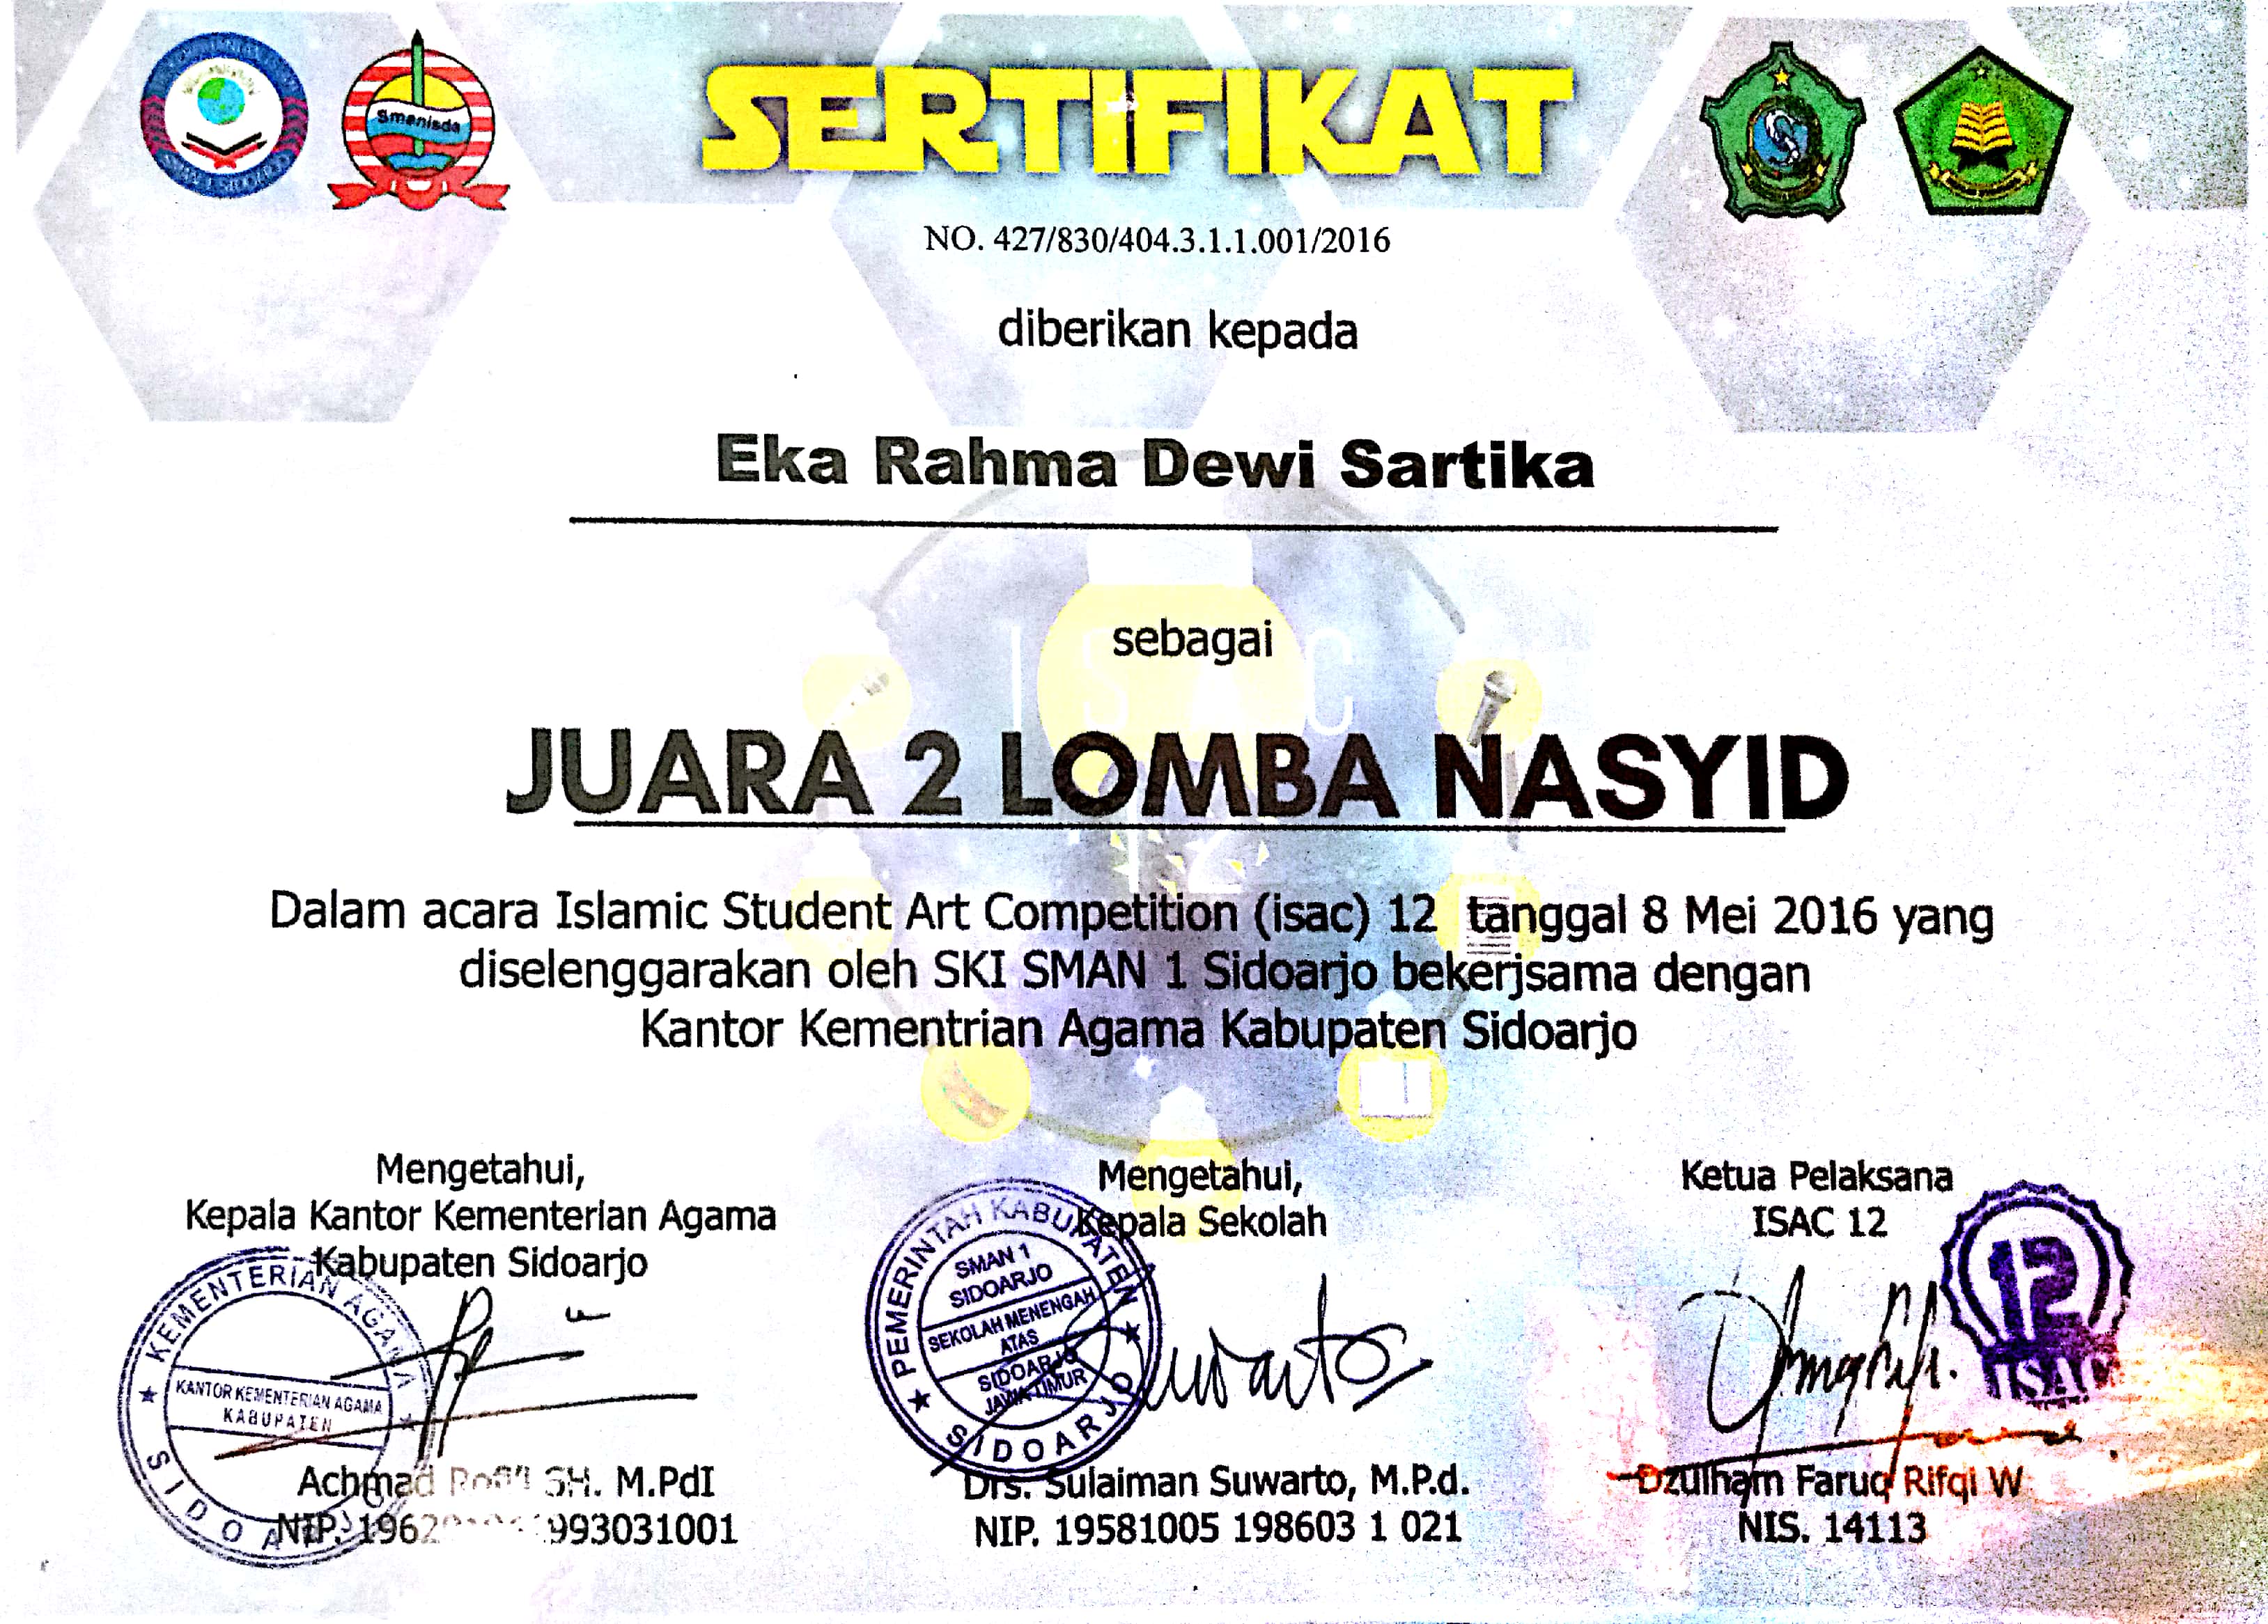 Smanisda
SERTIFIKAT
NO. 427/830/404.3.1.1.001/2016
diberikan kepada
Eka Rahma Dewi Sartika
sebagai
ISAC
JUARA 2 LOMBA NASYID
12
Dalam acara Islamic Student Art Competition (isac) 12 tanggal 8 Mei 2016 yang
diselenggarakan oleh SKI SMAN 1 Sidoarjo bekerjsama dengan
Kantor Kementrian Agama Kabupaten Sidoarjo
Mengetahui,
Kepala Kantor Kementerian Agama
Kabupaten Sidoarjo
KEMENTERIAN AGAMA
KANTOR KEMENTERIAN AGAMA
KABUPATEN
SIDOARJO
Achmad SH. M.PdI
NIP.
Mengetahui,
Kepala Sekolah
PEMERINTAH KABUPATEN
SMAN 1
SIDOARJO
SEKOLAH MENENGAH
ATAS
SIDOARJO
JAWA TIMUR
SIDOARJO
Suwarto
Drs. Sulaiman Suwarto, M.P.d.
NIP. 19581005 198603 1 021
Ketua Pelaksana
ISAC 12
12
ISAC
Dzulham Faruq Rifqi W
NIS. 14113